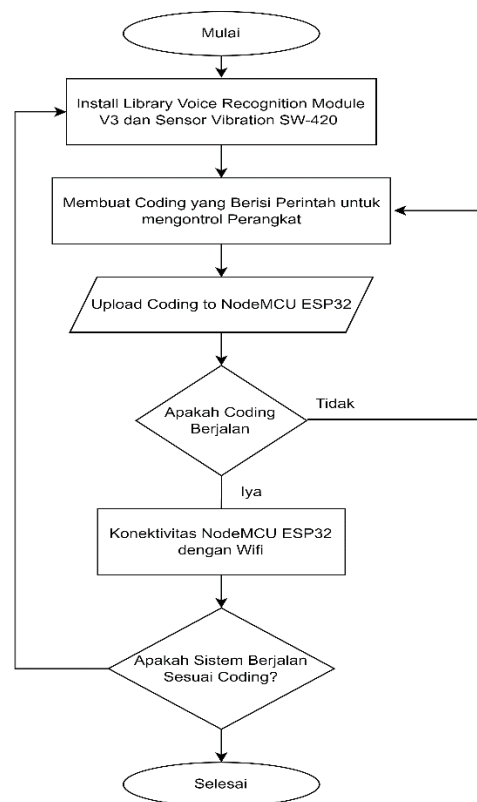 Mulai
Install Library Voice Recognition Module
V3 dan Sensor Vibration SW-420
Membuat Coding yang Berisi Perintah untuk
mengontrol Perangkat
Upload Coding to NodeMCU ESP32
Apakah Coding
Berjalan
Tidak
Iya
Konektivitas NodeMCU ESP32
dengan Wifi
Apakah Sistem Berjalan
Sesuai Coding?
Selesai